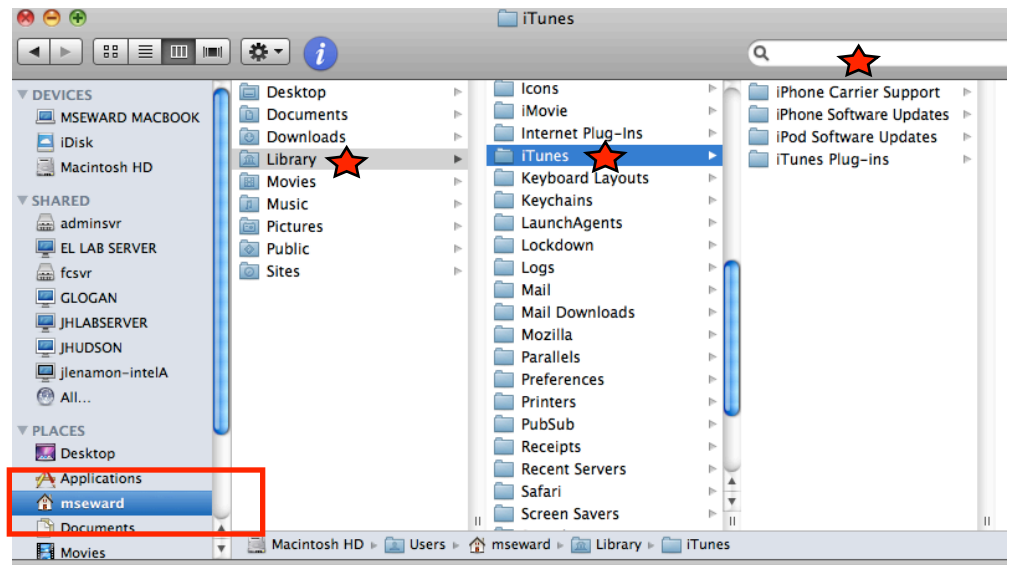 iTunes
DEVICES
MSEWARD MACBOOK
iDisk
Macintosh HD
SHARED
adminsvr
EL LAB SERVER
fcsvr
GLOGAN
JHLABSERVER
JHUDSON
jlenamon-intelA
All...
PLACES
Desktop
Applications
mseward
Documents
Movies
Desktop
Documents
Downloads
Library
Movies
Music
Pictures
Public
Sites
Icons
iMovie
Internet Plug-Ins
iTunes
Keyboard Layouts
Keychains
LaunchAgents
Lockdown
Logs
Mail
Mail Downloads
Mozilla
Parallels
Preferences
Printers
PubSub
Receipts
Recent Servers
Safari
Screen Savers
iPhone Carrier Support
iPhone Software Updates
iPod Software Updates
iTunes Plug-ins
Macintosh HD Users mseward Library iTunes